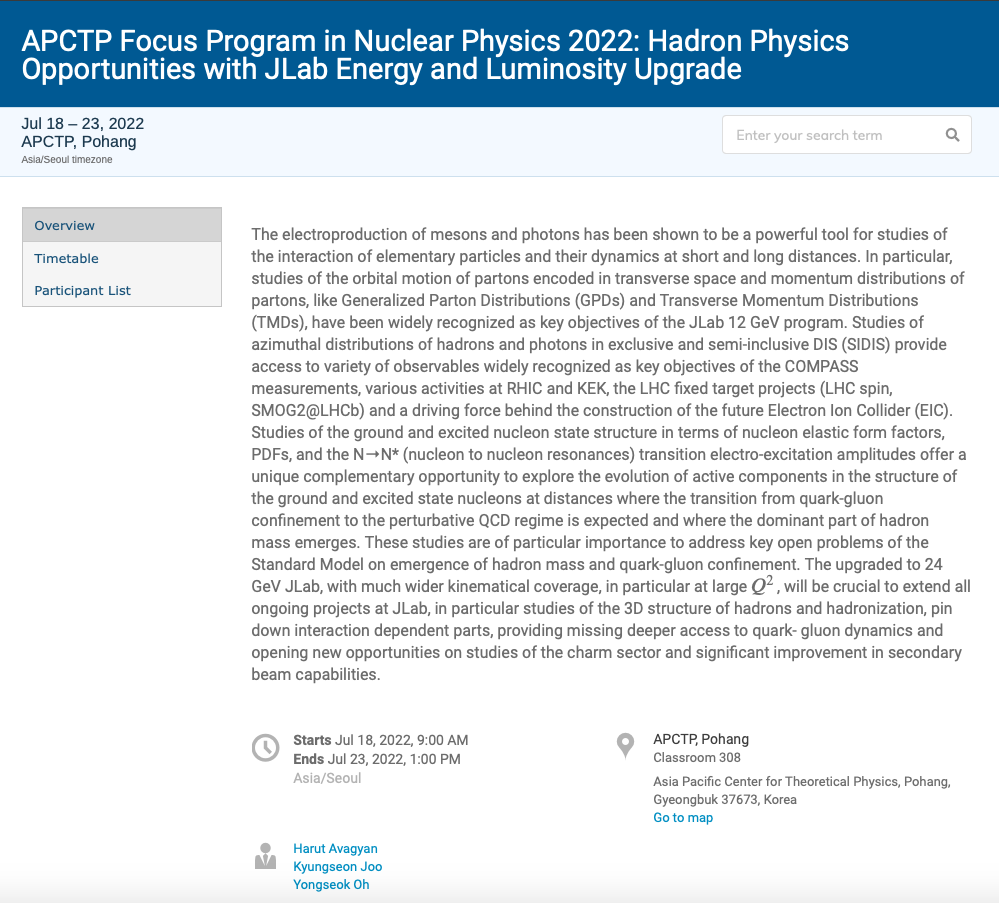 APCTP Focus Program in Nuclear Physics 2022: Hadron Physics
Opportunities with JLab Energy and Luminosity Upgrade
Jul 18 – 23, 2022
APCTP, Pohang
Asia/Seoul timezone
Enter your search term
Overview
Timetable
Participant List
The electroproduction of mesons and photons has been shown to be a powerful tool for studies of
the interaction of elementary particles and their dynamics at short and long distances. In particular,
studies of the orbital motion of partons encoded in transverse space and momentum distributions of
partons, like Generalized Parton Distributions (GPDs) and Transverse Momentum Distributions
(TMDs), have been widely recognized as key objectives of the JLab 12 GeV program. Studies of
azimuthal distributions of hadrons and photons in exclusive and semi-inclusive DIS (SIDIS) provide
access to variety of observables widely recognized as key objectives of the COMPASS
measurements, various activities at RHIC and KEK, the LHC fixed target projects (LHC spin,
SMOG2@LHCb) and a driving force behind the construction of the future Electron Ion Collider (EIC).
Studies of the ground and excited nucleon state structure in terms of nucleon elastic form factors,
PDFs, and the N→N* (nucleon to nucleon resonances) transition electro-excitation amplitudes offer a
unique complementary opportunity to explore the evolution of active components in the structure of
the ground and excited state nucleons at distances where the transition from quark-gluon
confinement to the perturbative QCD regime is expected and where the dominant part of hadron
mass emerges. These studies are of particular importance to address key open problems of the
Standard Model on emergence of hadron mass and quark-gluon confinement. The upgraded to 24
GeV JLab, with much wider kinematical coverage, in particular at large Q², will be crucial to extend all
ongoing projects at JLab, in particular studies of the 3D structure of hadrons and hadronization, pin
down interaction dependent parts, providing missing deeper access to quark- gluon dynamics and
opening new opportunities on studies of the charm sector and significant improvement in secondary
beam capabilities.
Starts Jul 18, 2022, 9:00 AM
Ends Jul 23, 2022, 1:00 PM
Asia/Seoul
APCTP, Pohang
Classroom 308
Asia Pacific Center for Theoretical Physics, Pohang,
Gyeongbuk 37673, Korea
Go to map
Harut Avagyan
Kyungseon Joo
Yongseok Oh